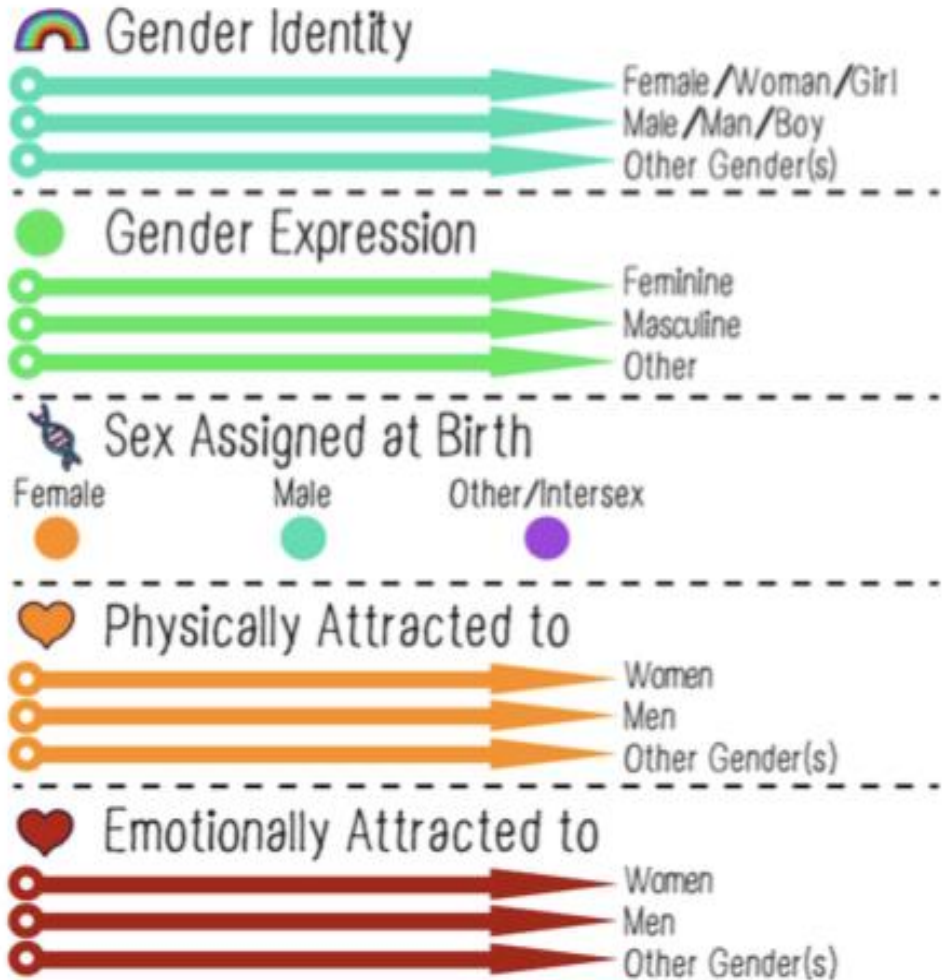 Gender Identity
Female/Woman/Girl
Male/Man/Boy
Other Gender(s)
Gender Expression
Feminine
Masculine
Other
Sex Assigned at Birth
Female Male Other/Intersex
Physically Attracted to
Women
Men
Other Gender(s)
Emotionally Attracted to
Women
Men
Other Gender(s)